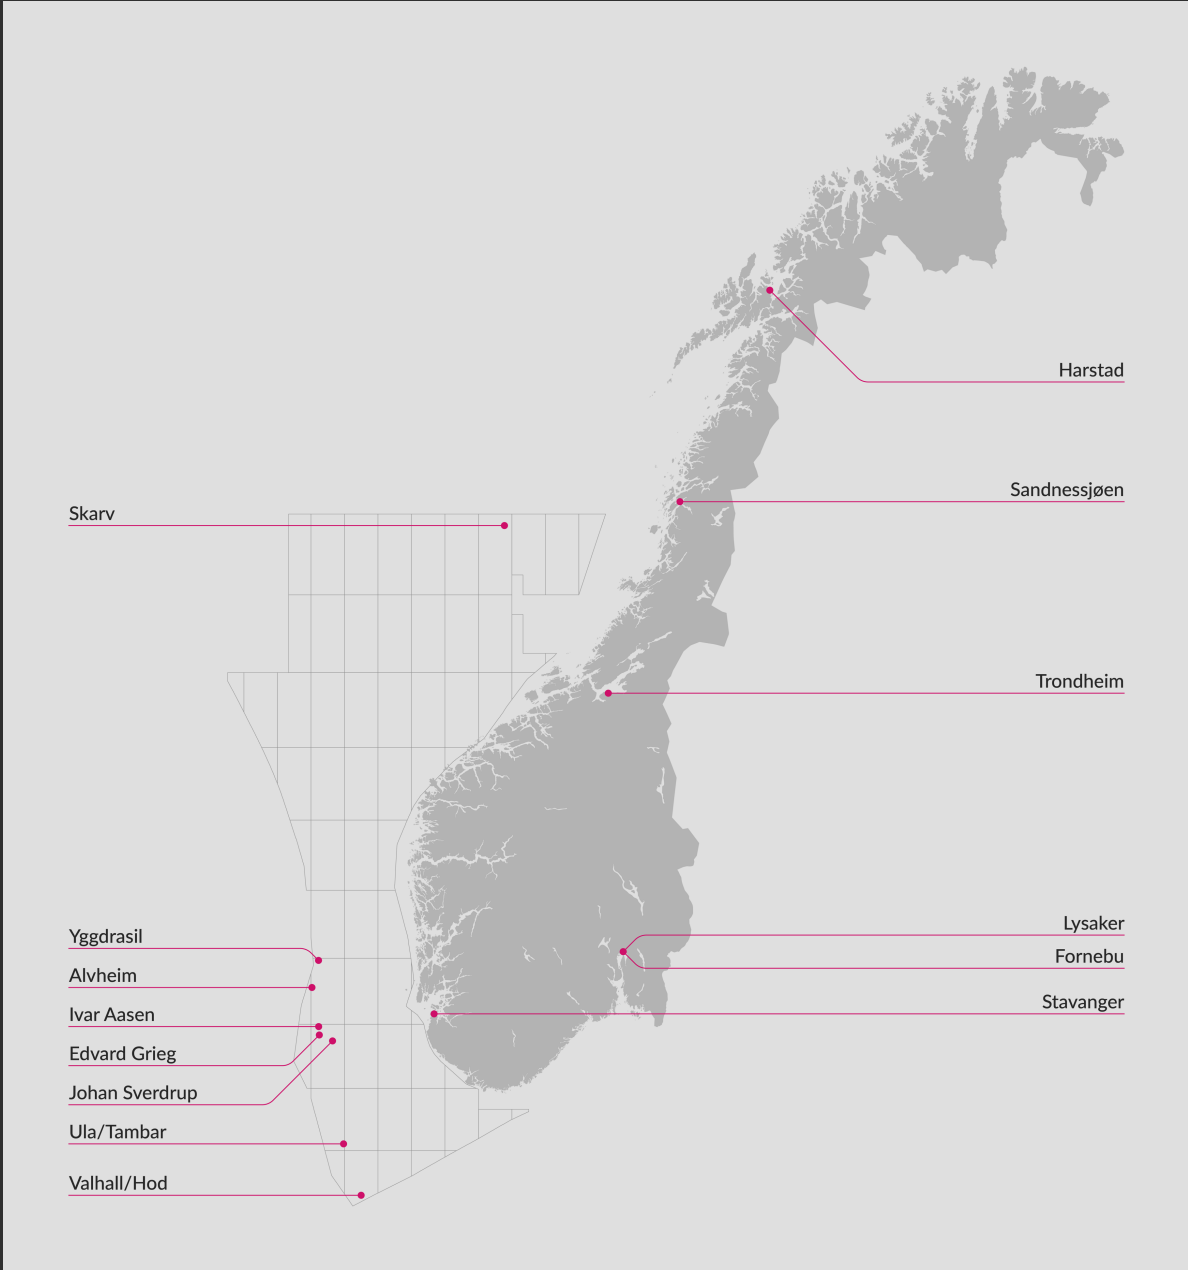 Harstad
Sandnessjøen
Skarv
Trondheim
Lysaker
Yggdrasil
Fornebu
Alvheim
Stavanger
Ivar Aasen
Edvard Grieg
Johan Sverdrup
Ula/Tambar
Valhall/Hod